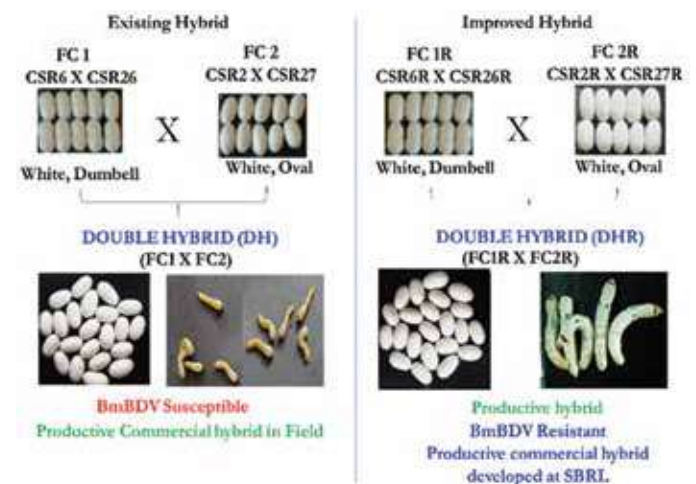 Existing Hybrid
FC 1
CSR6 X CSR26
FC 2
CSR2 X CSR27
X
White, Dumbell
White, Oval
DOUBLE HYBRID (DH)
(FC1 X FC2)
BmBDV Susceptible
Productive Commercial hybrid in Field
Improved Hybrid
FC 1R
CSR6R X CSR26R
FC 2R
CSR2R X CSR27R
X
White, Dumbell
White, Oval
DOUBLE HYBRID (DHR)
(FC1R X FC2R)
Productive hybrid
BmBDV Resistant
Productive commercial hybrid
developed at SBRL